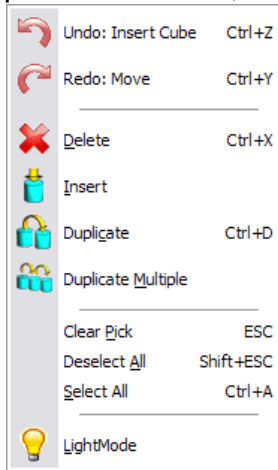 Undo: Insert Cube Ctrl+Z
Redo: Move Ctrl+Y
Delete Ctrl+X
Insert
Duplicate Ctrl+D
Duplicate Multiple
Clear Pick ESC
Deselect All Shift+ESC
Select All Ctrl+A
LightMode